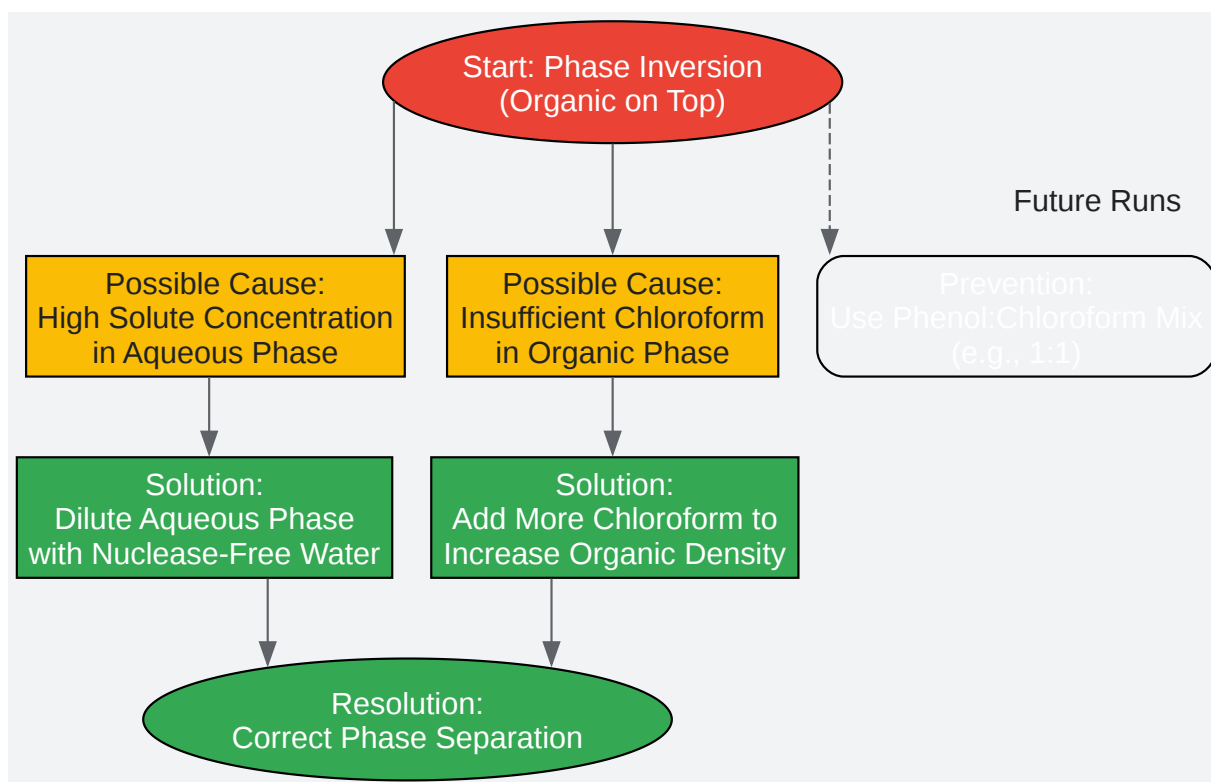 Start: Phase Inversion
(Organic on Top)
Future Runs
Possible Cause:
High Solute Concentration
in Aqueous Phase
Possible Cause:
Insufficient Chloroform
in Organic Phase
Prevention:
Use Phenol:Chloroform Mix
(e.g., 1:1)
Solution:
Dilute Aqueous Phase
with Nuclease-Free Water
Solution:
Add More Chloroform to
Increase Organic Density
Resolution:
Correct Phase Separation